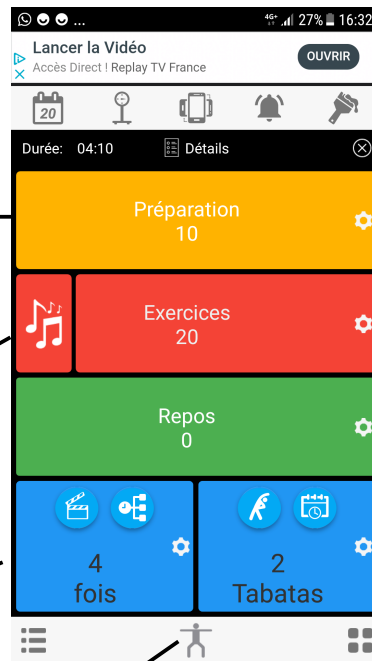 ... 4G+ 27% 16:32
Lancer la Vidéo
Accès Direct ! Replay TV France
OUVRIR
20
Durée: 04:10 Détails
Préparation
10
Exercices
20
Repos
0
4
fois
2
Tabatas